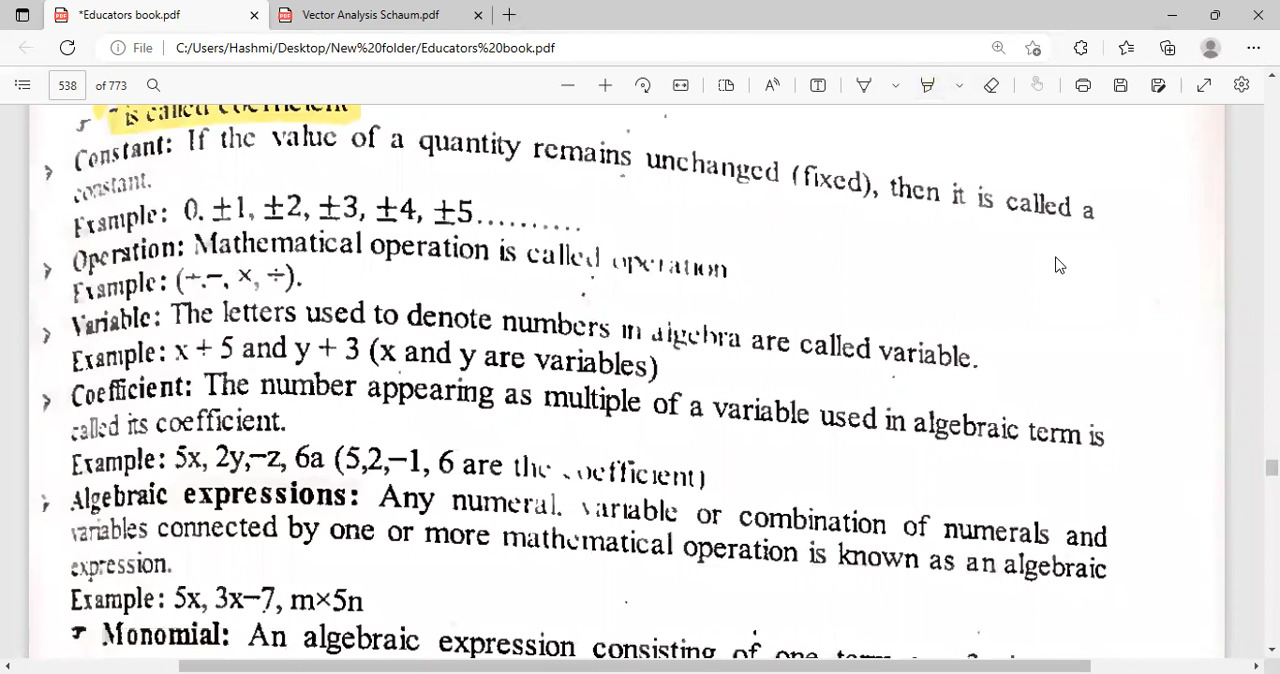 *Educators book.pdf
Vector Analysis Schaum.pdf
File
C:/Users/Hashmi/Desktop/New%20folder/Educators%20book.pdf
538 of 773
is called coefficient
Constant: If the value of a quantity remains unchanged (fixed), then it is called a
constant.
Example: 0. ±1, ±2, ±3, ±4, ±5..........
Operation: Mathematical operation is called operation
Example: (+,−, ×, ÷).
Variable: The letters used to denote numbers in algebra are called variable.
Example: x + 5 and y + 3 (x and y are variables)
Coefficient: The number appearing as multiple of a variable used in algebraic term is
called its coefficient.
Example: 5x, 2y,−z, 6a (5,2,−1, 6 are the coefficient)
Algebraic expressions: Any numeral. variable or combination of numerals and
variables connected by one or more mathematical operation is known as an algebraic
expression.
Example: 5x, 3x−7, m×5n
Monomial: An algebraic expression consisting of one term